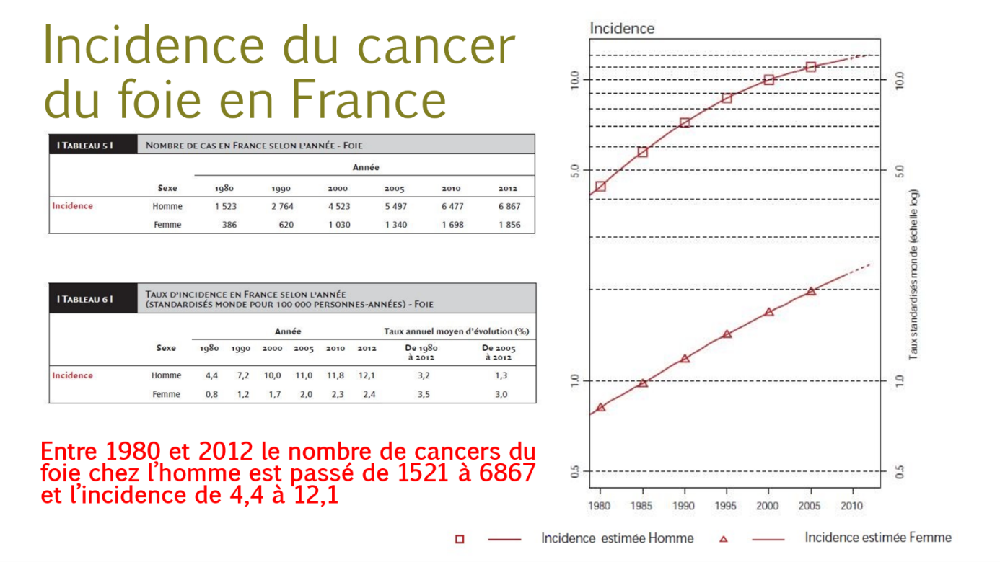 Incidence du cancer
du foie en France
I TABLEAU 5 I NOMBRE DE CAS EN FRANCE SELON L'ANNÉE - FOIE
Année
Sexe 1980 1990 2000 2005 2010 2012
Incidence Homme 1 523 2 764 4 523 5 497 6 477 6 867
Femme 386 620 1 030 1 340 1 698 1 856
I TABLEAU 6 I TAUX D'INCIDENCE EN FRANCE SELON L'ANNÉE
(STANDARDISÉS MONDE POUR 100 000 PERSONNES-ANNÉES) - FOIE
Année Taux annuel moyen d'évolution (%)
Sexe 1980 1990 2000 2005 2010 2012 De 1980 De 2005
à 2012 à 2012
Incidence Homme 4,4 7,2 10,0 11,0 11,8 12,1 3,2 1,3
Femme 0,8 1,2 1,7 2,0 2,3 2,4 3,5 3,0
Entre 1980 et 2012 le nombre de cancers du
foie chez l'homme est passé de 1521 à 6867
et l'incidence de 4,4 à 12,1
Incidence
10.0 10.0
5.0 5.0
1.0 1.0
0.5 0.5
Taux standardisés monde (échelle log)
1980 1985 1990 1995 2000 2005 2010
Incidence estimée Homme Incidence estimée Femme